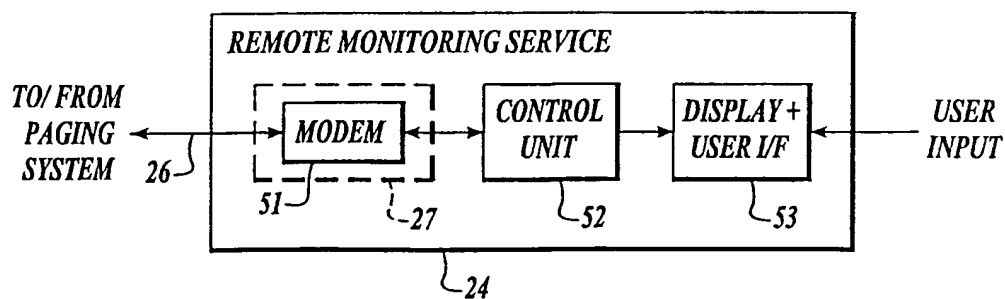 REMOTE MONITORING SERVICE
TO/ FROM
PAGING
SYSTEM
26
MODEM
51
27
CONTROL
UNIT
52
DISPLAY +
USER I/F
53
USER
INPUT
24